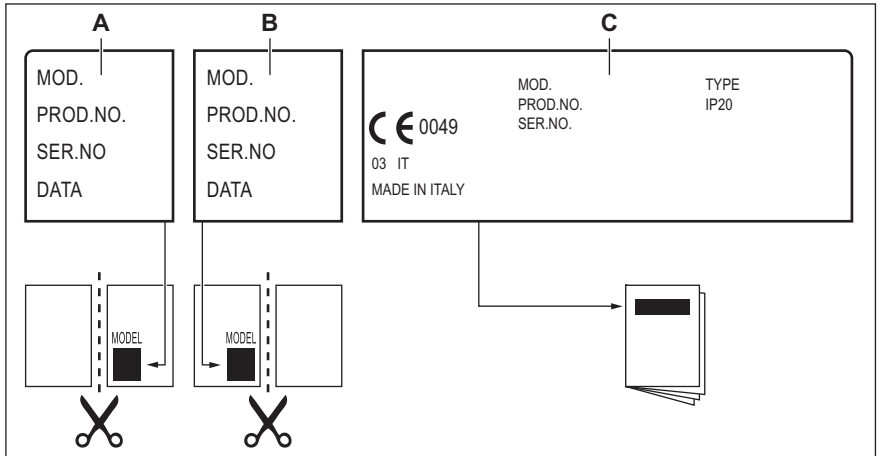 A
B
C
MOD.
PROD.NO.
SER.NO
DATA
MOD.
PROD.NO.
SER.NO
DATA
MOD.
PROD.NO.
SER.NO.
TYPE
IP20
CE 0049
03 IT
MADE IN ITALY
MODEL
MODEL